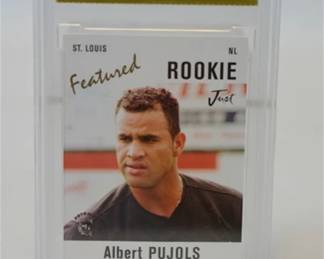 ST. LOUIS NL
Featured
ROOKIE
Just
Albert PUJOLS